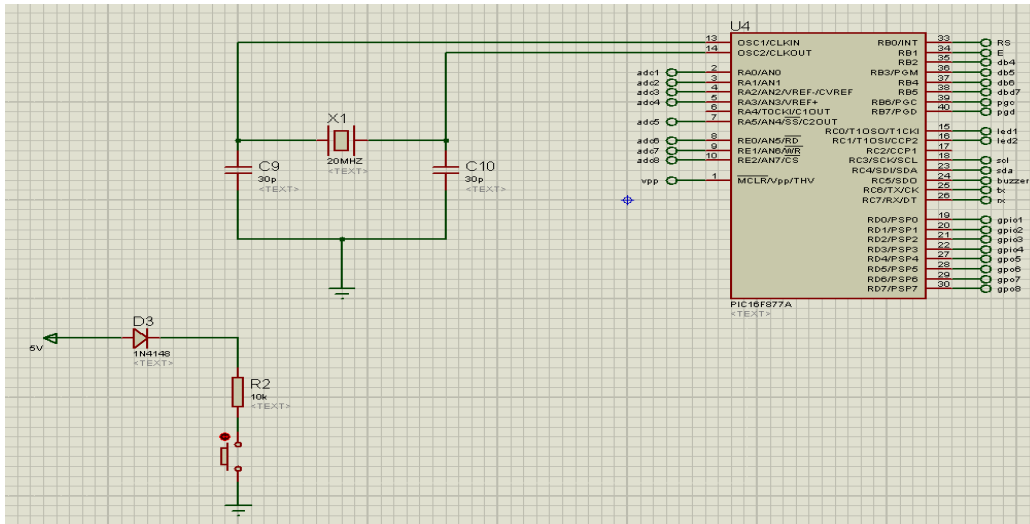 U4
13 OSC1/CLKIN RB0/INT 33 RS
14 OSC2/CLKOUT RB1 34 E
RB2 35 db4
adc1 2 RA0/AN0 RB3/PGM 36 db5
adc2 3 RA1/AN1 RB4 37 db6
adc3 4 RA2/AN2/VREF-/CVREF RB5 38 dbd7
adc4 5 RA3/AN3/VREF+ RB6/PGC 39 pgc
6 RA4/T0CKI/C1OUT RB7/PGD 40 pgd
adc5 7 RA5/AN4/SS/C2OUT
RC0/T1OSO/T1CKI 15 led1
adc6 8 RE0/AN5/RD RC1/T1OSI/CCP2 16 led2
adc7 9 RE1/AN6/WR RC2/CCP1 17
adc8 10 RE2/AN7/CS RC3/SCK/SCL 18 scl
RC4/SDI/SDA 23 sda
vpp 1 MCLR/Vpp/THV RC5/SDO 24 buzzer
RC6/TX/CK 25 tx
RC7/RX/DT 26 rx
RD0/PSP0 19 gpio1
RD1/PSP1 20 gpio2
RD2/PSP2 21 gpio3
RD3/PSP3 22 gpio4
RD4/PSP4 27 gpo5
RD5/PSP5 28 gpo6
RD6/PSP6 29 gpo7
RD7/PSP7 30 gpo8
PIC16F877A
<TEXT>
X1
20MHZ
<TEXT>
C9
30p
<TEXT>
C10
30p
<TEXT>
D3
5V
1N4148
<TEXT>
R2
10k
<TEXT>